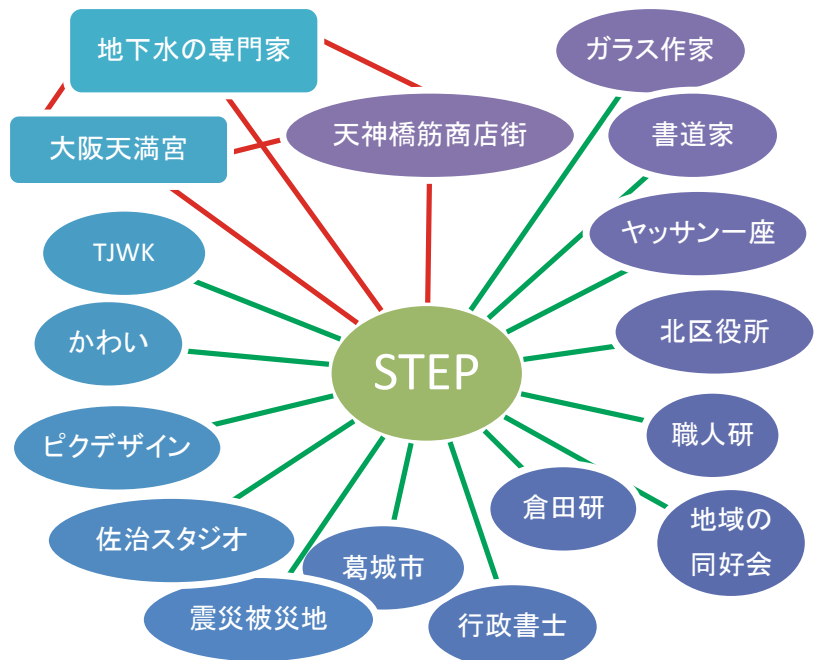 地下水の専門家
ガラス作家
大阪天満宮
天神橋筋商店街
書道家
TJWK
ヤッサン一座
かわい
STEP
北区役所
ピクデザイン
職人研
佐治スタジオ
倉田研
地域の
同好会
葛城市
震災被災地
行政書士